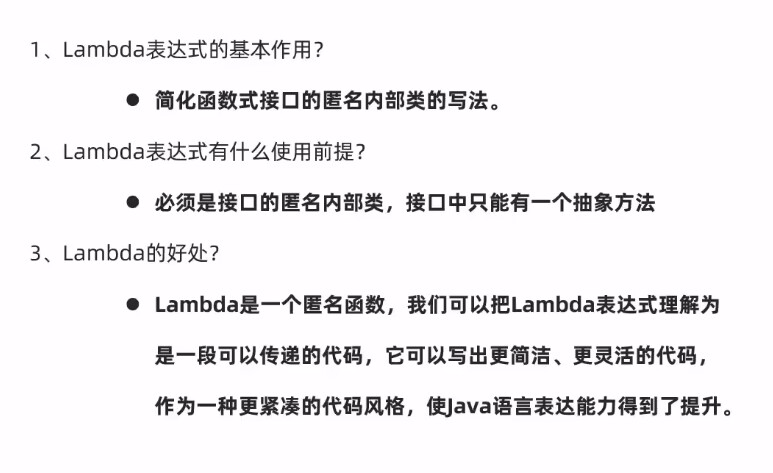 1、Lambda表达式的基本作用?
● 简化函数式接口的匿名内部类的写法。
2、Lambda表达式有什么使用前提?
● 必须是接口的匿名内部类，接口中只能有一个抽象方法
3、Lambda的好处?
● Lambda是一个匿名函数，我们可以把Lambda表达式理解为
是一段可以传递的代码，它可以写出更简洁、更灵活的代码，
作为一种更紧凑的代码风格，使Java语言表达能力得到了提升。